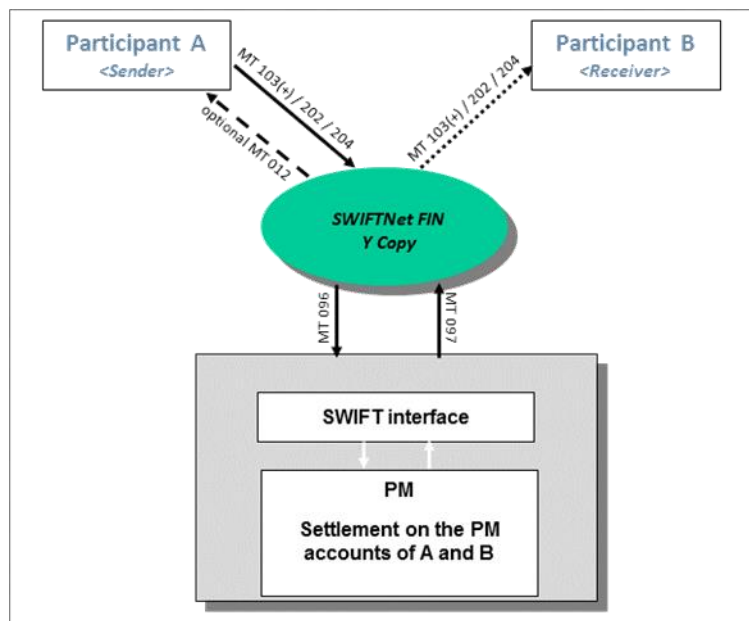 Participant A
<Sender>
Participant B
<Receiver>
MT 103(+) / 202 / 204
optional MT 012
MT 103(+) / 202 / 204
SWIFTNet FIN
Y Copy
MT 096
MT 097
SWIFT interface
PM
Settlement on the PM
accounts of A and B